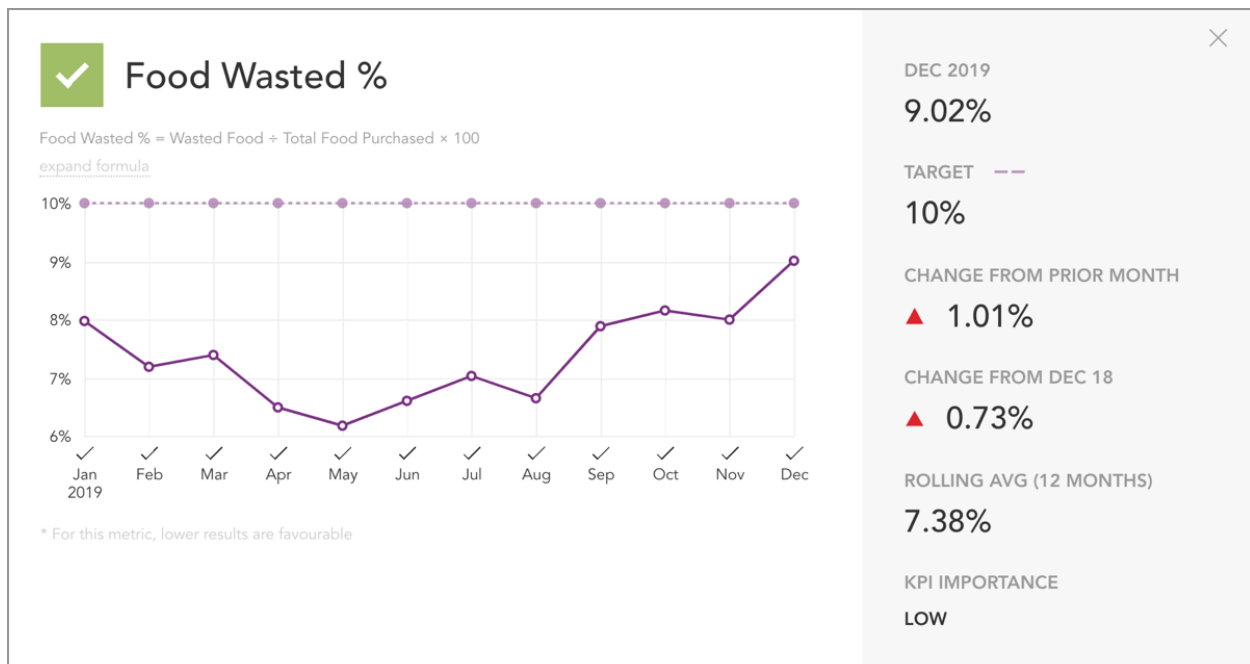 Food Wasted %
Food Wasted % = Wasted Food ÷ Total Food Purchased × 100
expand formula
10%
9%
8%
7%
6%
Jan Feb Mar Apr May Jun Jul Aug Sep Oct Nov Dec
2019
* For this metric, lower results are favourable
DEC 2019
9.02%
TARGET
10%
CHANGE FROM PRIOR MONTH
1.01%
CHANGE FROM DEC 18
0.73%
ROLLING AVG (12 MONTHS)
7.38%
KPI IMPORTANCE
LOW